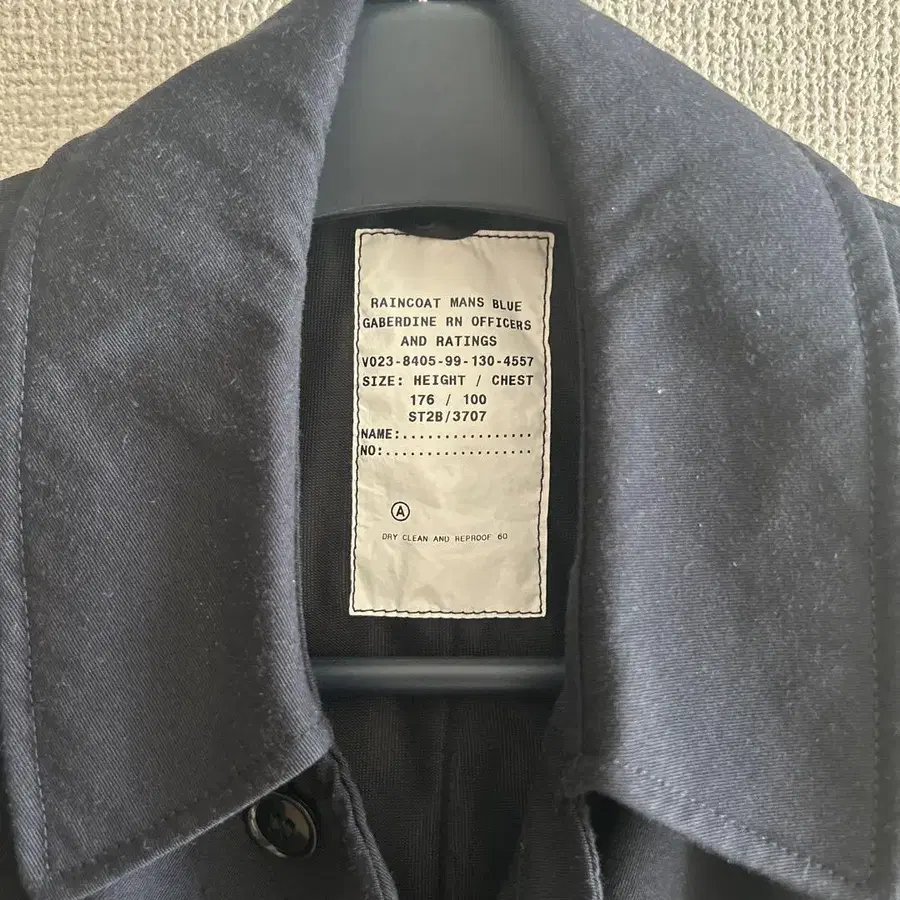 RAINCOAT MANS BLUE
GABERDINE RN OFFICERS
AND RATINGS
V023-8405-99-130-4557
SIZE: HEIGHT / CHEST
176 / 100
ST2B/3707
NAME:................
NO:..................
A
DRY CLEAN AND REPROOF 60